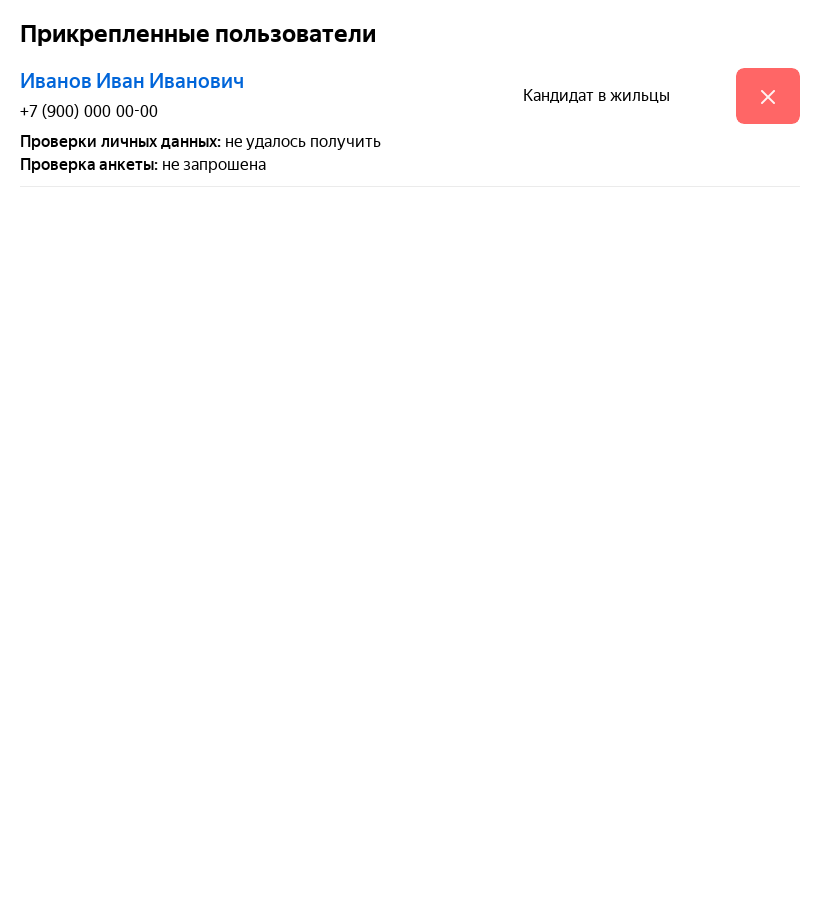 Прикрепленные пользователи
Иванов Иван Иванович
Кандидат в жильцы
+7 (900) 000 00-00
Проверки личных данных: не удалось получить
Проверка анкеты: не запрошена